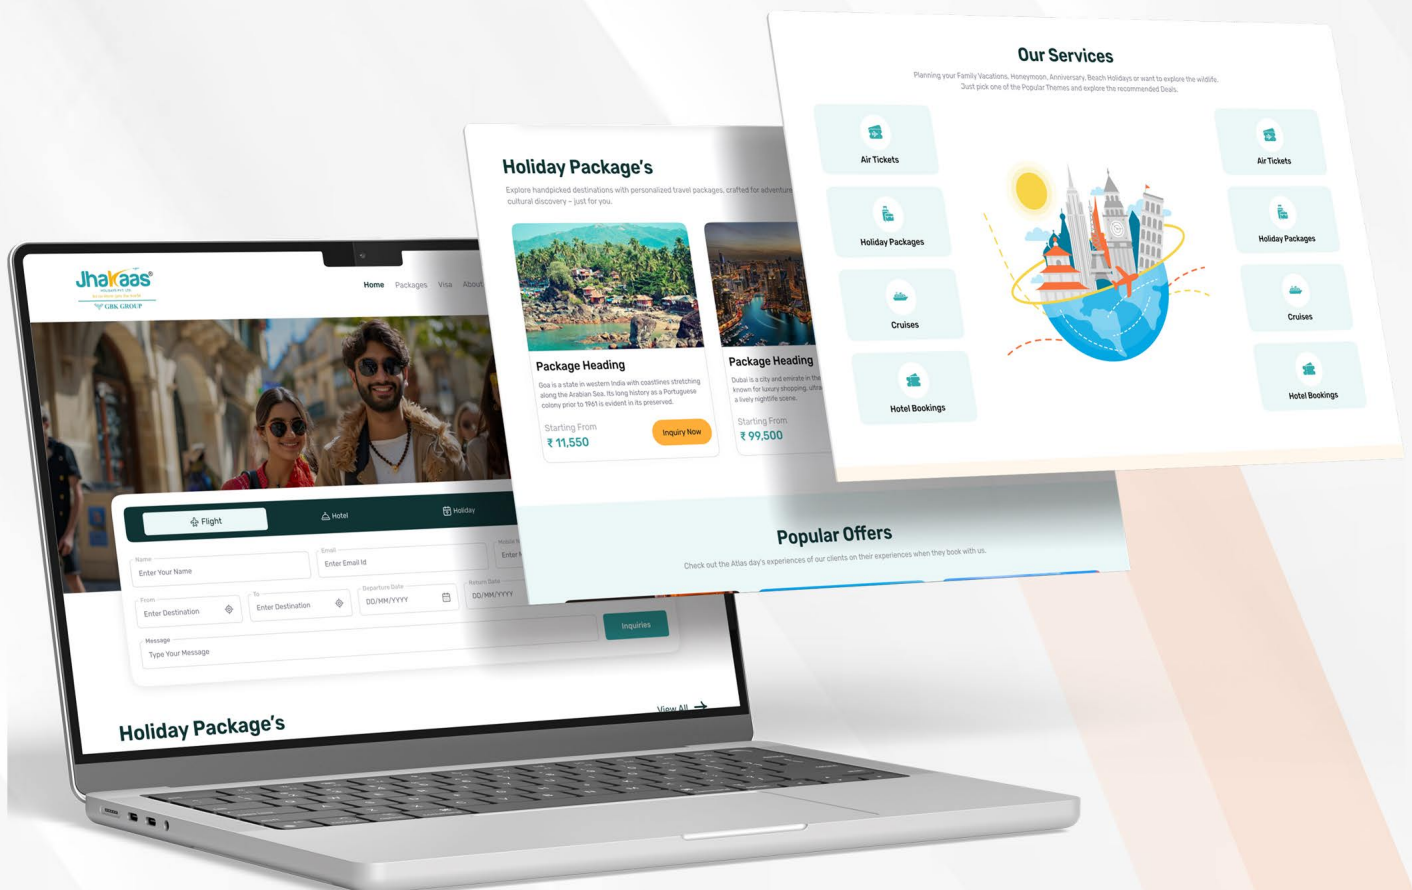 Jhakaas®
GBK GROUP
Home Packages Visa About
Flight
Hotel
Holiday
Name
Enter Your Name
Email
Enter Email Id
Mobile
From
Enter Destination
To
Enter Destination
Departure Date
DD/MM/YYYY
Return Date
DD/MM/YYYY
Message
Type Your Message
Inquiries
Holiday Package's
View All
Holiday Package's
Explore handpicked destinations with personalized travel packages, crafted for adventure
cultural discovery – just for you.
Package Heading
Goa is a state in western India with coastlines stretching
along the Arabian Sea. Its long history as a Portuguese
colony prior to 1961 is evident in its preserved.
Starting From
₹ 11,550
Inquiry Now
Package Heading
Dubai is a city and emirate in the
known for luxury shopping, ultra
a lively nightlife scene.
Starting From
₹ 99,500
Popular Offers
Check out the Atlas day's experiences of our clients on their experiences when they book with us.
Our Services
Planning your Family Vacations, Honeymoon, Anniversary, Beach Holidays or want to explore the wildlife.
Just pick one of the Popular Themes and explore the recommended Deals.
Air Tickets
Holiday Packages
Cruises
Hotel Bookings
Air Tickets
Holiday Packages
Cruises
Hotel Bookings